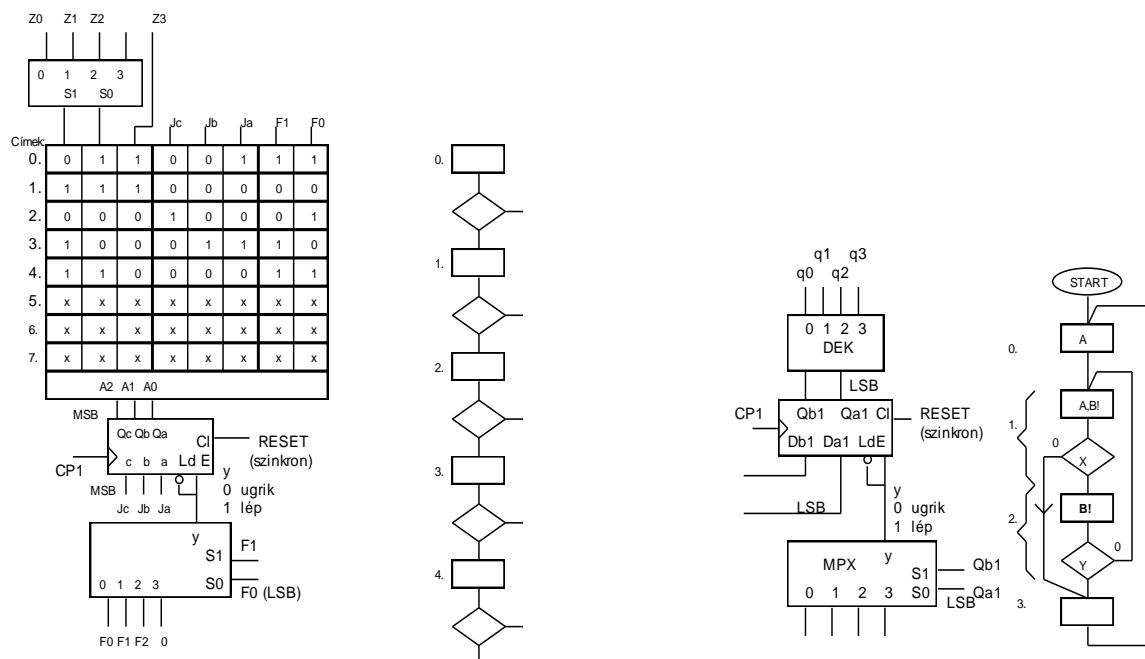 Z0 Z1 Z2 Z3
0 1 2 3
S1 S0
Jc Jb Ja F1 F0
Címek:
0. 0 1 1 0 0 1 1 1
1. 1 1 1 0 0 0 0 0
2. 0 0 0 1 0 0 0 1
3. 1 0 0 0 1 1 1 0
4. 1 1 0 0 0 0 1 1
5. x x x x x x x x
6. x x x x x x x x
7. x x x x x x x x
A2 A1 A0
MSB
Qc Qb Qa Cl
RESET
(szinkron)
CP1
c b a Ld E
MSB
Jc Jb Ja
y
0 ugrik
1 lép
y
S1 F1
S0 F0 (LSB)
0 1 2 3
F0 F1 F2 0
0.
1.
2.
3.
4.
q0 q1 q2 q3
0 1 2 3
DEK
LSB
CP1
Qb1 Qa1 Cl
RESET
(szinkron)
Db1 Da1 LdE
LSB
y
0 ugrik
1 lép
MPX y
S1 Qb1
S0 Qa1
LSB
0 1 2 3
START
0. A
1. A,B!
0
X
2. B!
0
Y
3.